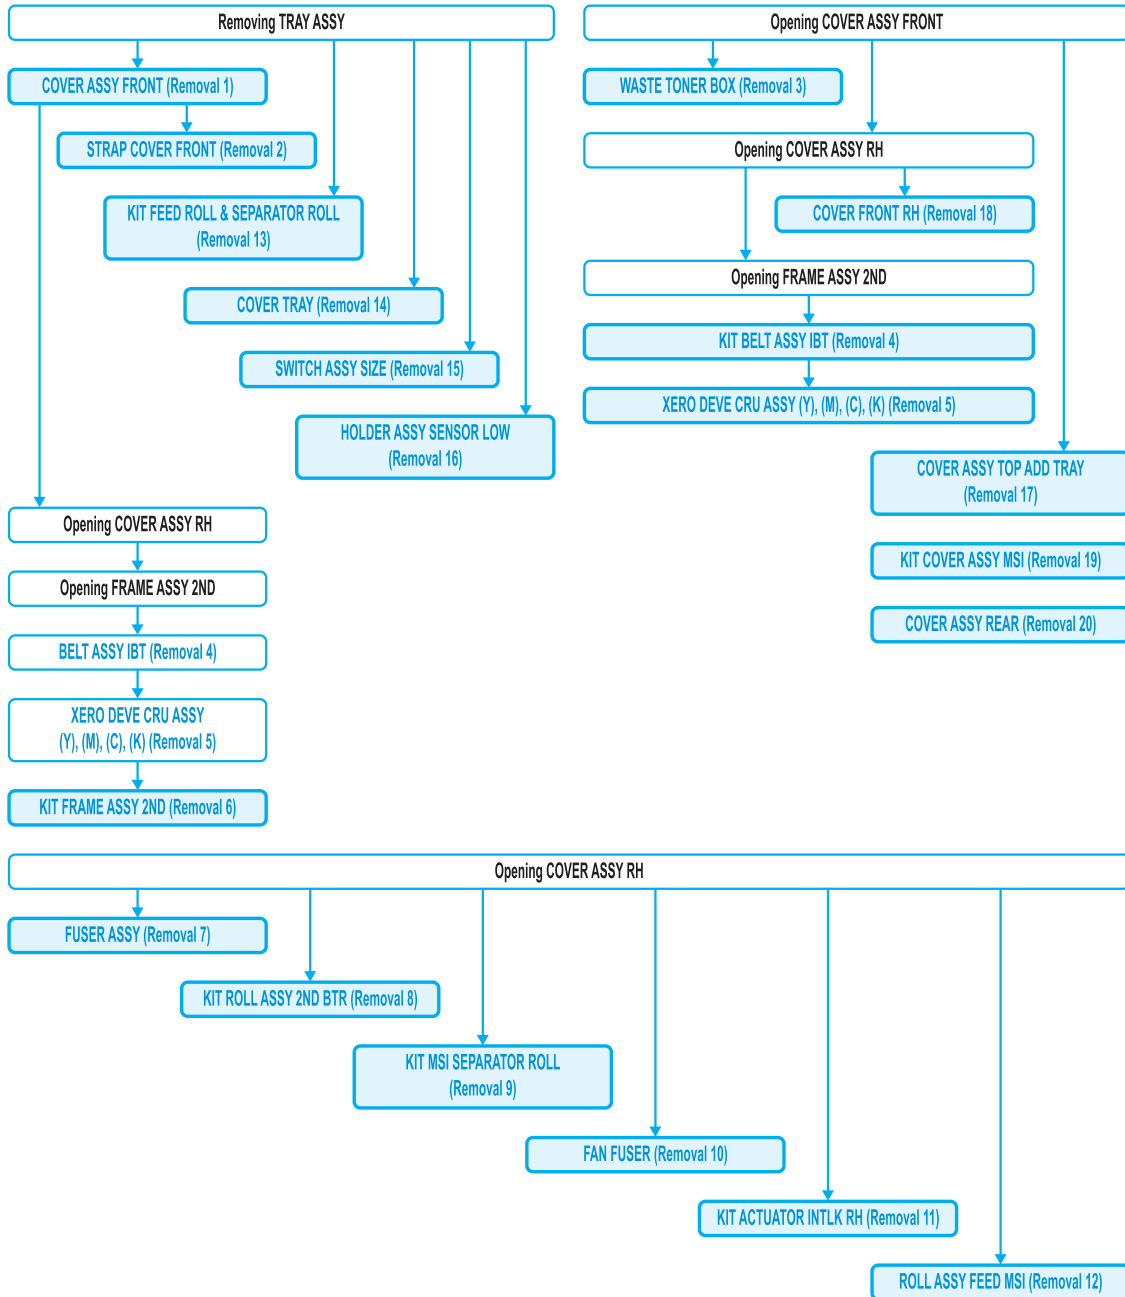 Removing TRAY ASSY
COVER ASSY FRONT (Removal 1)
STRAP COVER FRONT (Removal 2)
KIT FEED ROLL & SEPARATOR ROLL
(Removal 13)
COVER TRAY (Removal 14)
SWITCH ASSY SIZE (Removal 15)
HOLDER ASSY SENSOR LOW
(Removal 16)
Opening COVER ASSY RH
Opening FRAME ASSY 2ND
BELT ASSY IBT (Removal 4)
XERO DEVE CRU ASSY
(Y), (M), (C), (K) (Removal 5)
KIT FRAME ASSY 2ND (Removal 6)
Opening COVER ASSY FRONT
WASTE TONER BOX (Removal 3)
Opening COVER ASSY RH
COVER FRONT RH (Removal 18)
Opening FRAME ASSY 2ND
KIT BELT ASSY IBT (Removal 4)
XERO DEVE CRU ASSY (Y), (M), (C), (K) (Removal 5)
COVER ASSY TOP ADD TRAY
(Removal 17)
KIT COVER ASSY MSI (Removal 19)
COVER ASSY REAR (Removal 20)
Opening COVER ASSY RH
FUSER ASSY (Removal 7)
KIT ROLL ASSY 2ND BTR (Removal 8)
KIT MSI SEPARATOR ROLL
(Removal 9)
FAN FUSER (Removal 10)
KIT ACTUATOR INTLK RH (Removal 11)
ROLL ASSY FEED MSI (Removal 12)